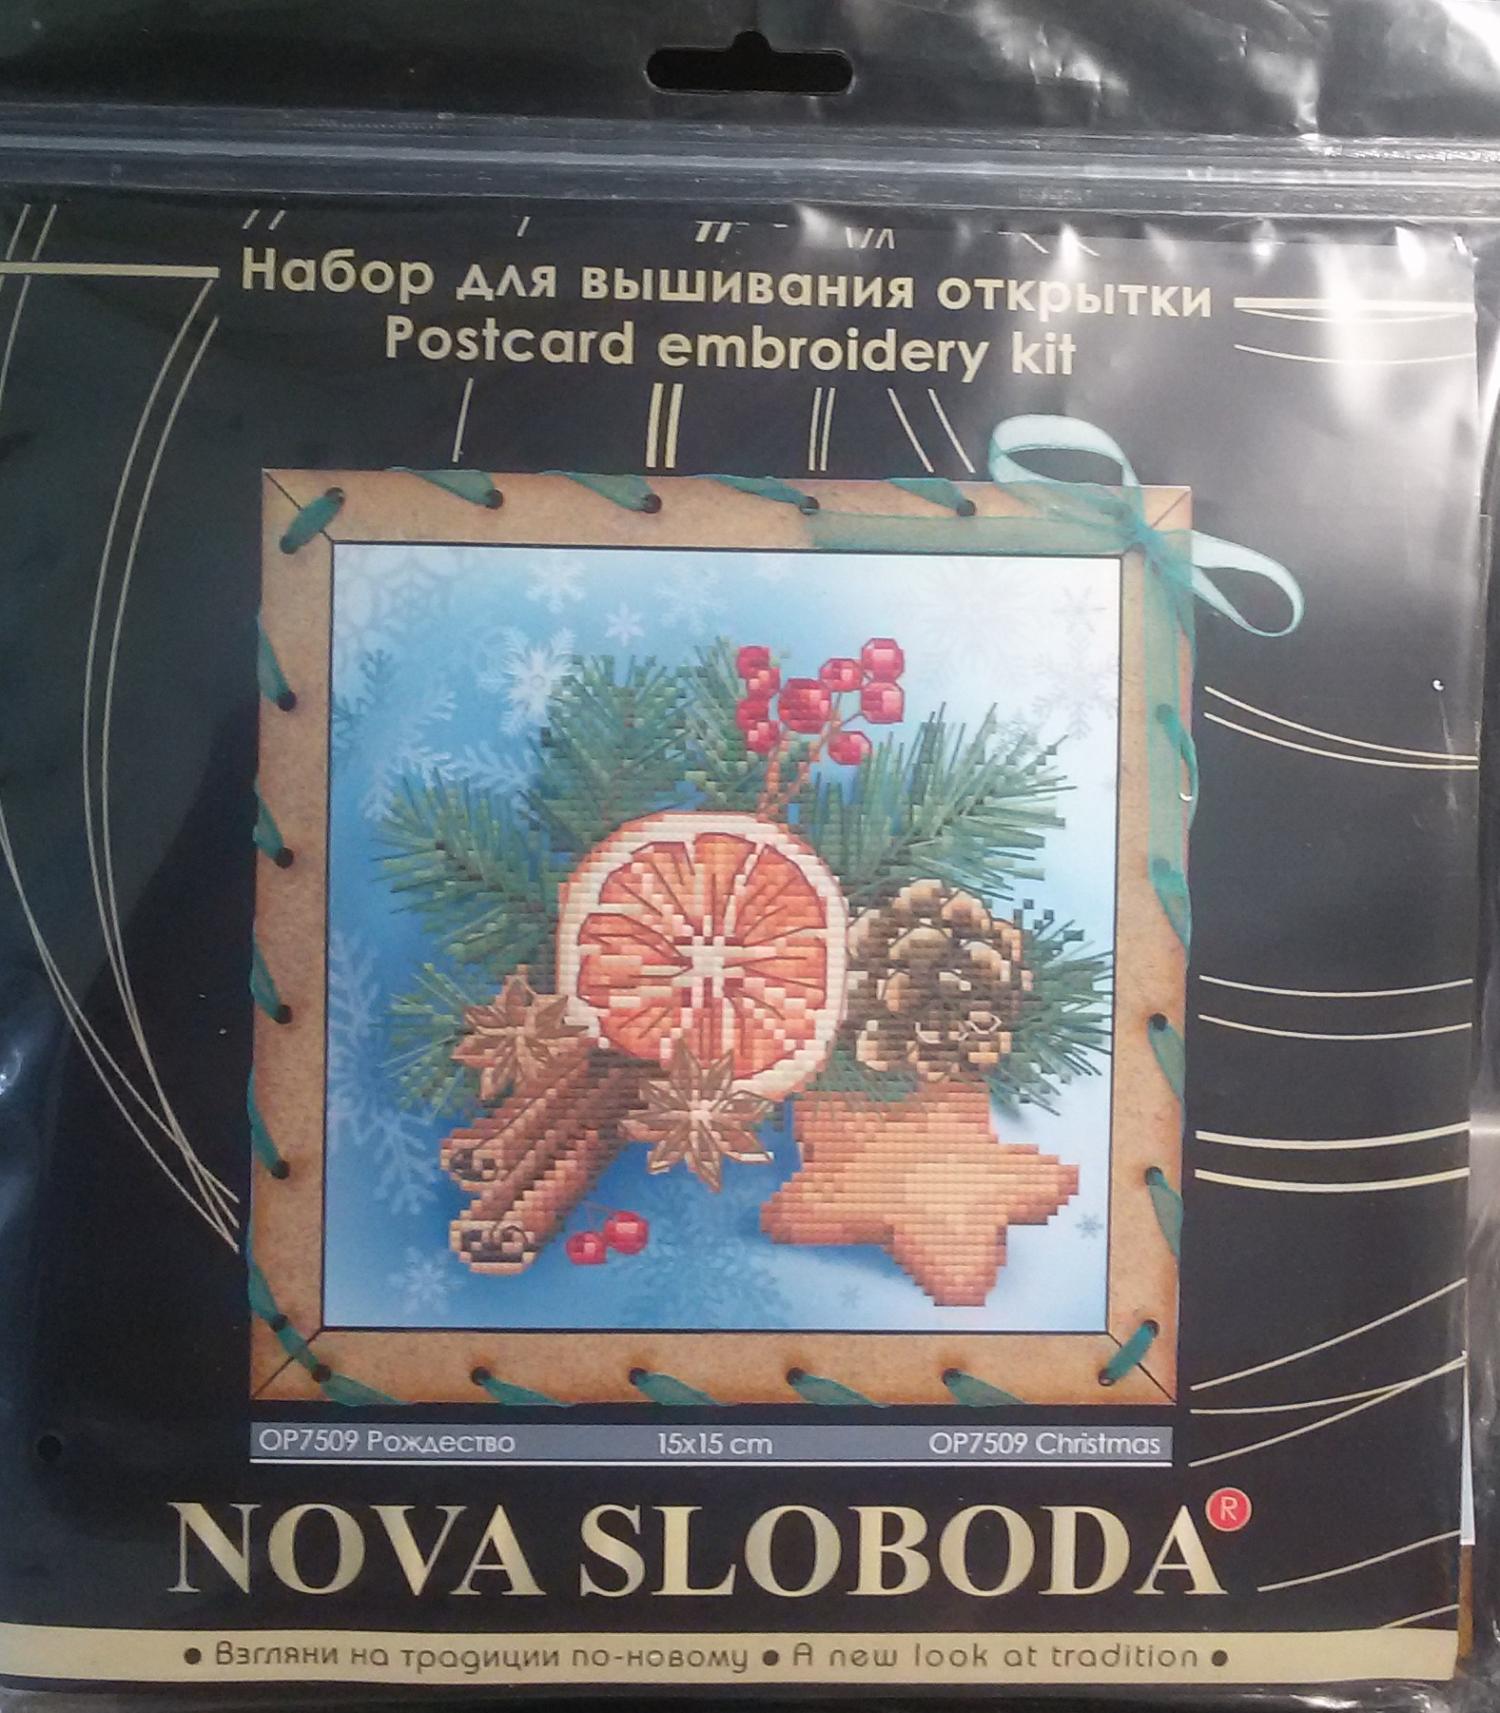 Набор для вышивания открытки
Postcard embroidery kit
OP7509 Рождество 15x15 cm OP7509 Christmas
NOVA SLOBODA®
• Взгляни на традиции по-новому • A new look at tradition •